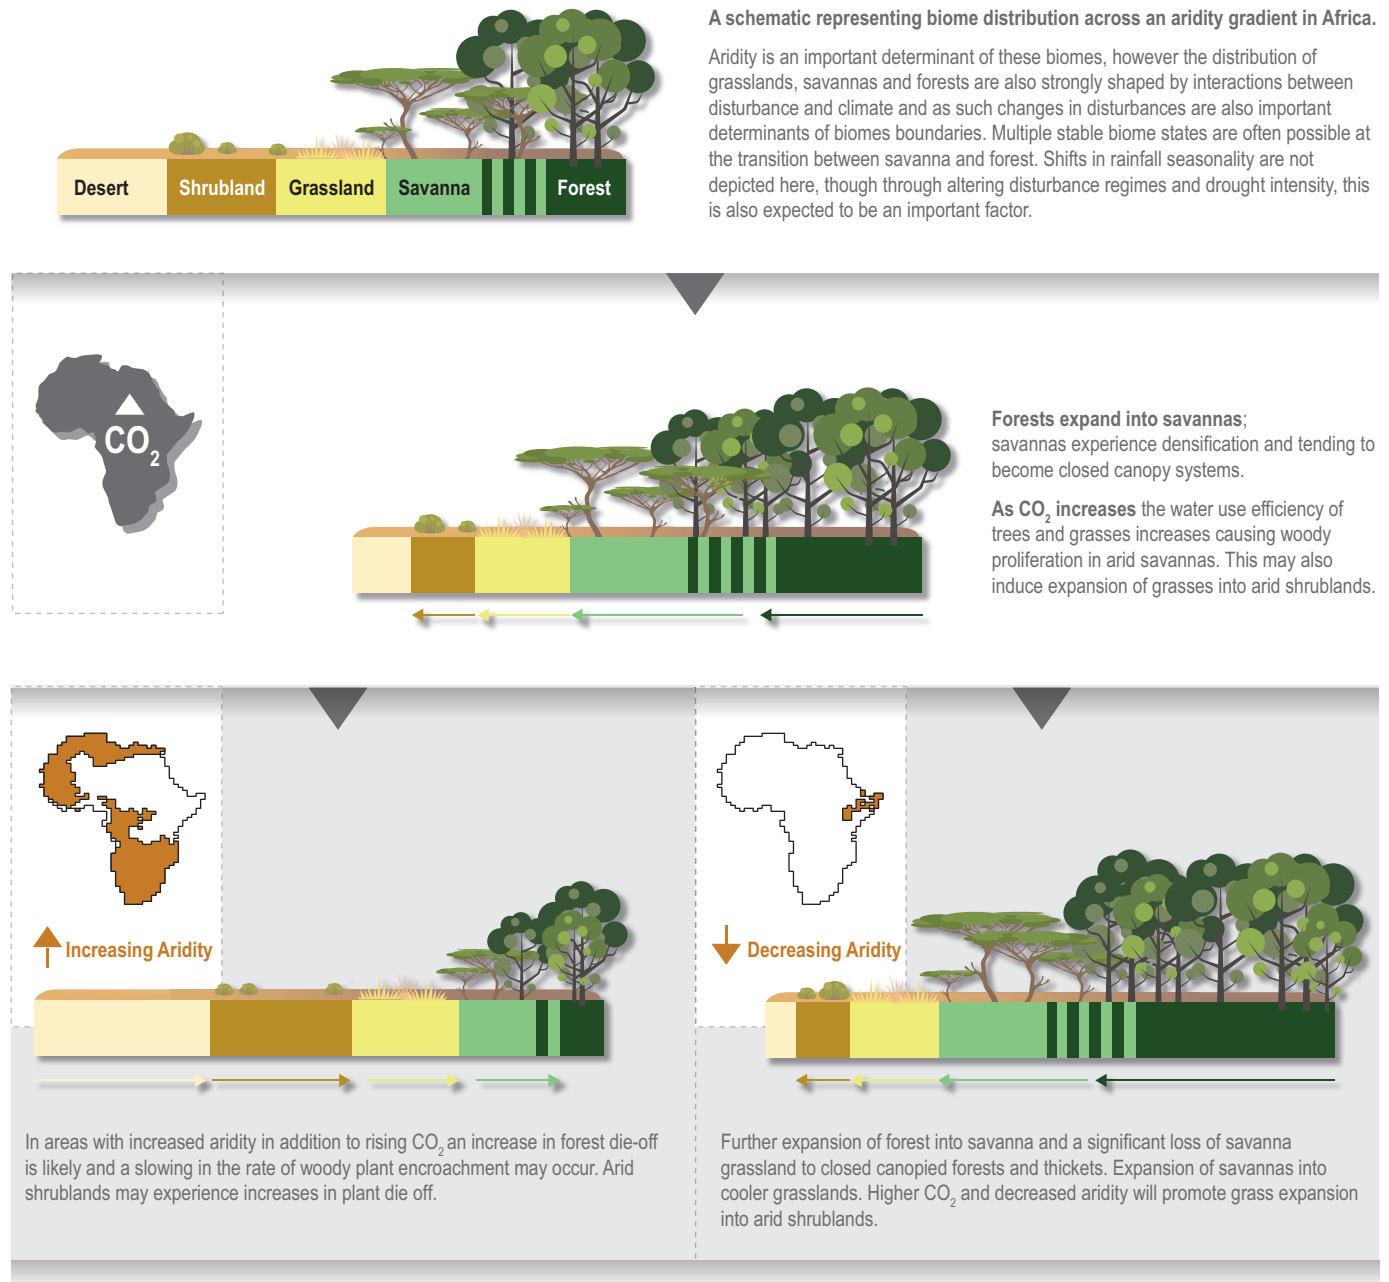 A schematic representing biome distribution across an aridity gradient in Africa.
Aridity is an important determinant of these biomes, however the distribution of
grasslands, savannas and forests are also strongly shaped by interactions between
disturbance and climate and as such changes in disturbances are also important
determinants of biomes boundaries. Multiple stable biome states are often possible at
the transition between savanna and forest. Shifts in rainfall seasonality are not
depicted here, though through altering disturbance regimes and drought intensity, this
is also expected to be an important factor.
Desert Shrubland Grassland Savanna Forest
CO2
Forests expand into savannas;
savannas experience densification and tending to
become closed canopy systems.
As CO2 increases the water use efficiency of
trees and grasses increases causing woody
proliferation in arid savannas. This may also
induce expansion of grasses into arid shrublands.
Increasing Aridity
In areas with increased aridity in addition to rising CO2 an increase in forest die-off
is likely and a slowing in the rate of woody plant encroachment may occur. Arid
shrublands may experience increases in plant die off.
Decreasing Aridity
Further expansion of forest into savanna and a significant loss of savanna
grassland to closed canopied forests and thickets. Expansion of savannas into
cooler grasslands. Higher CO2 and decreased aridity will promote grass expansion
into arid shrublands.